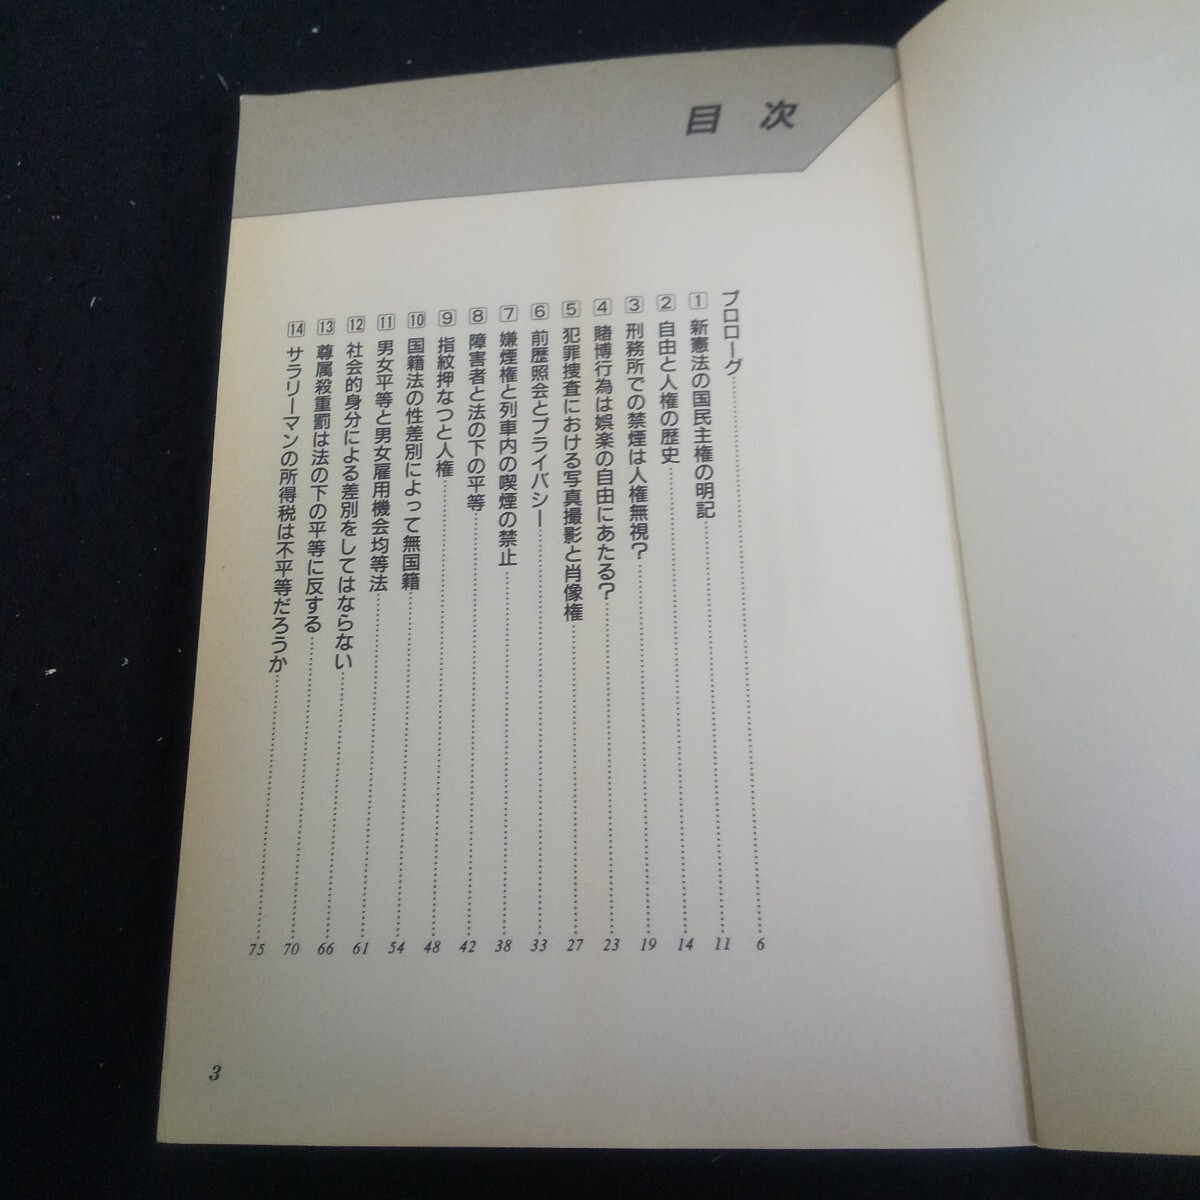 目次
プロローグ……6
1 新憲法の国民主権の明記……11
2 自由と人権の歴史……14
3 刑務所での禁煙は人権無視?……19
4 賭博行為は娯楽の自由にあたる?……23
5 犯罪捜査における写真撮影と肖像権……27
6 前歴照会とプライバシー……33
7 嫌煙権と列車内の喫煙の禁止……38
8 障害者と法の下の平等……42
9 指紋押なつと人権……48
10 国籍法の性差別によって無国籍……54
11 男女平等と男女雇用機会均等法……61
12 社会的身分による差別をしてはならない……66
13 尊属殺重罰は法の下の平等に反する……70
14 サラリーマンの所得税は不平等だろうか……75
3